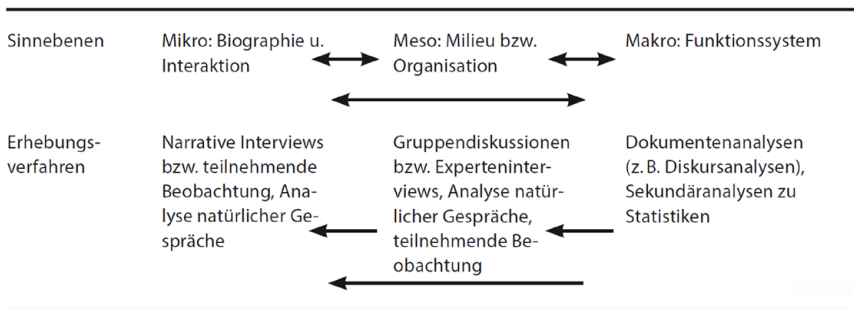 Sinnebenen
Mikro: Biographie u.
Interaktion
Meso: Milieu bzw.
Organisation
Makro: Funktionssystem
Erhebungs-
verfahren
Narrative Interviews
bzw. teilnehmende
Beobachtung, Ana-
lyse natürlicher Ge-
spräche
Gruppendiskussionen
bzw. Experteninter-
views, Analyse natür-
licher Gespräche,
teilnehmende Be-
obachtung
Dokumentenanalysen
(z. B. Diskursanalysen),
Sekundäranalysen zu
Statistiken